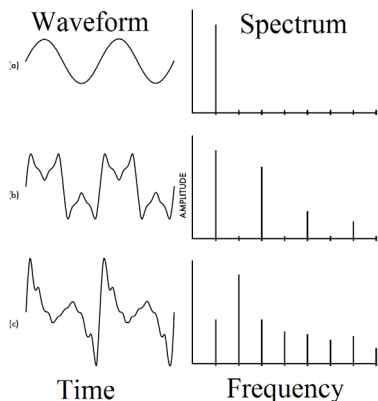 Waveform
Spectrum
(a)
(b)
AMPLITUDE
(c)
Time
Frequency